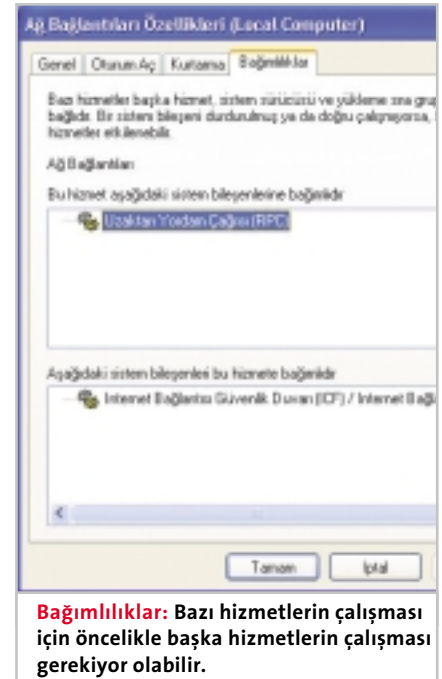 Ağ Bağlantıları Özellikleri (Local Computer)
Genel Oturum Aç Kurtarma Bağımlılıklar
Bazı hizmetler başka hizmet, sistem sürücüsü ve yükleme sıra
bağlıdır. Bir sistem bileşeni durdurulmuş ya da doğru çalışmıyorsa,
hizmetler etkilenebilir.
Ağ Bağlantıları
Bu hizmet aşağıdaki sistem bileşenlerine bağımlıdır
Uzaktan Yordam Çağrısı (RPC)
Aşağıdaki sistem bileşenleri bu hizmete bağımlıdır
Internet Bağlantısı Güvenlik Duvarı (ICF) / Internet Bağl
Tamam İptal
Bağımlılıklar: Bazı hizmetlerin çalışması
için öncelikle başka hizmetlerin çalışması
gerekiyor olabilir.